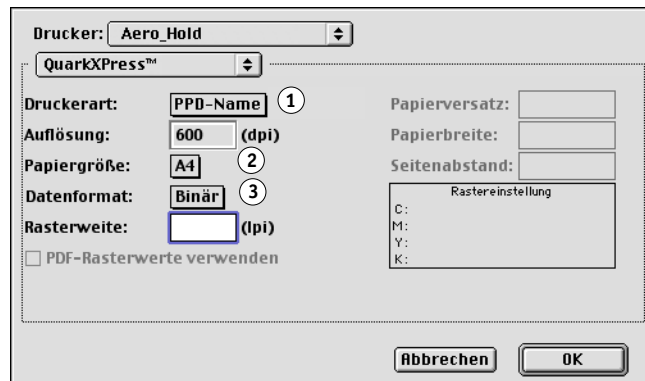 Drucker: Aero_Hold
QuarkXPress™
Druckerart: PPD-Name 1
Auflösung: 600 (dpi)
Papiergröße: A4 2
Datenformat: Binär 3
Rasterweite: (lpi)
PDF-Rasterwerte verwenden
Papierversatz:
Papierbreite:
Seitenabstand:
Rastereinstellung
C:
M:
Y:
K:
Abbrechen OK